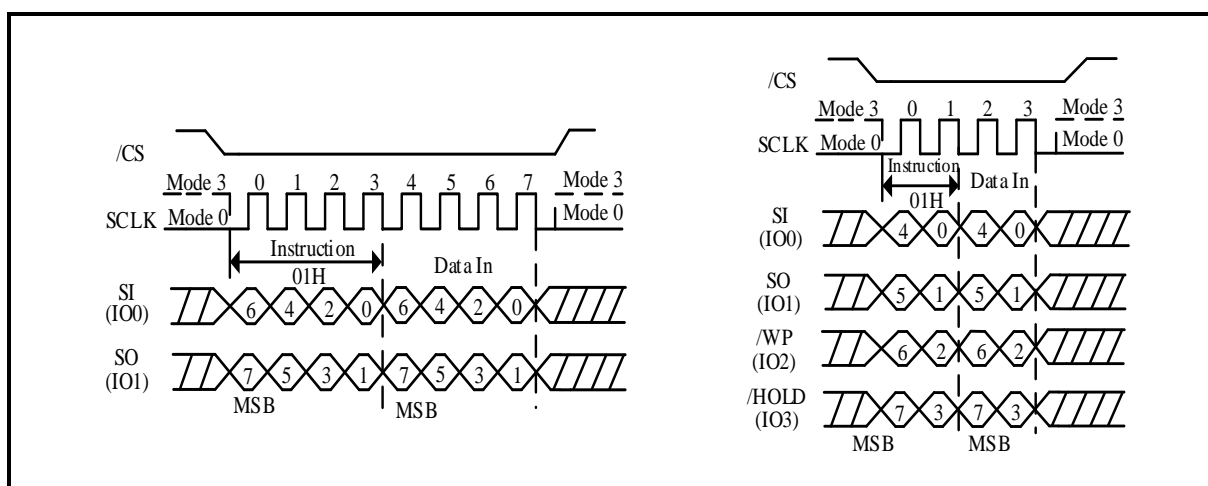 /CS
Mode 3 0 1 2 3 4 5 6 7 Mode 3
SCLK Mode 0 Mode 0
Instruction
01H Data In
SI
(IO0) 6 4 2 0 6 4 2 0
SO
(IO1) 7 5 3 1 7 5 3 1
MSB MSB
/CS
Mode 3 0 1 2 3 Mode 3
SCLK Mode 0 Mode 0
Instruction
01H Data In
SI
(IO0) 4 0 4 0
SO
(IO1) 5 1 5 1
/WP
(IO2) 6 2 6 2
/HOLD
(IO3) 7 3 7 3
MSB MSB